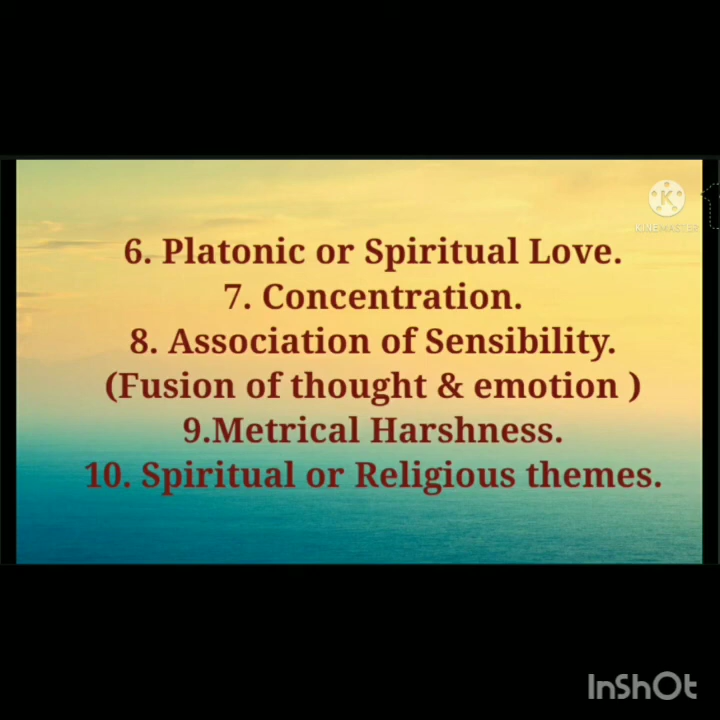 KINEMASTER
6. Platonic or Spiritual Love.
7. Concentration.
8. Association of Sensibility.
(Fusion of thought & emotion )
9.Metrical Harshness.
10. Spiritual or Religious themes.
InShOt